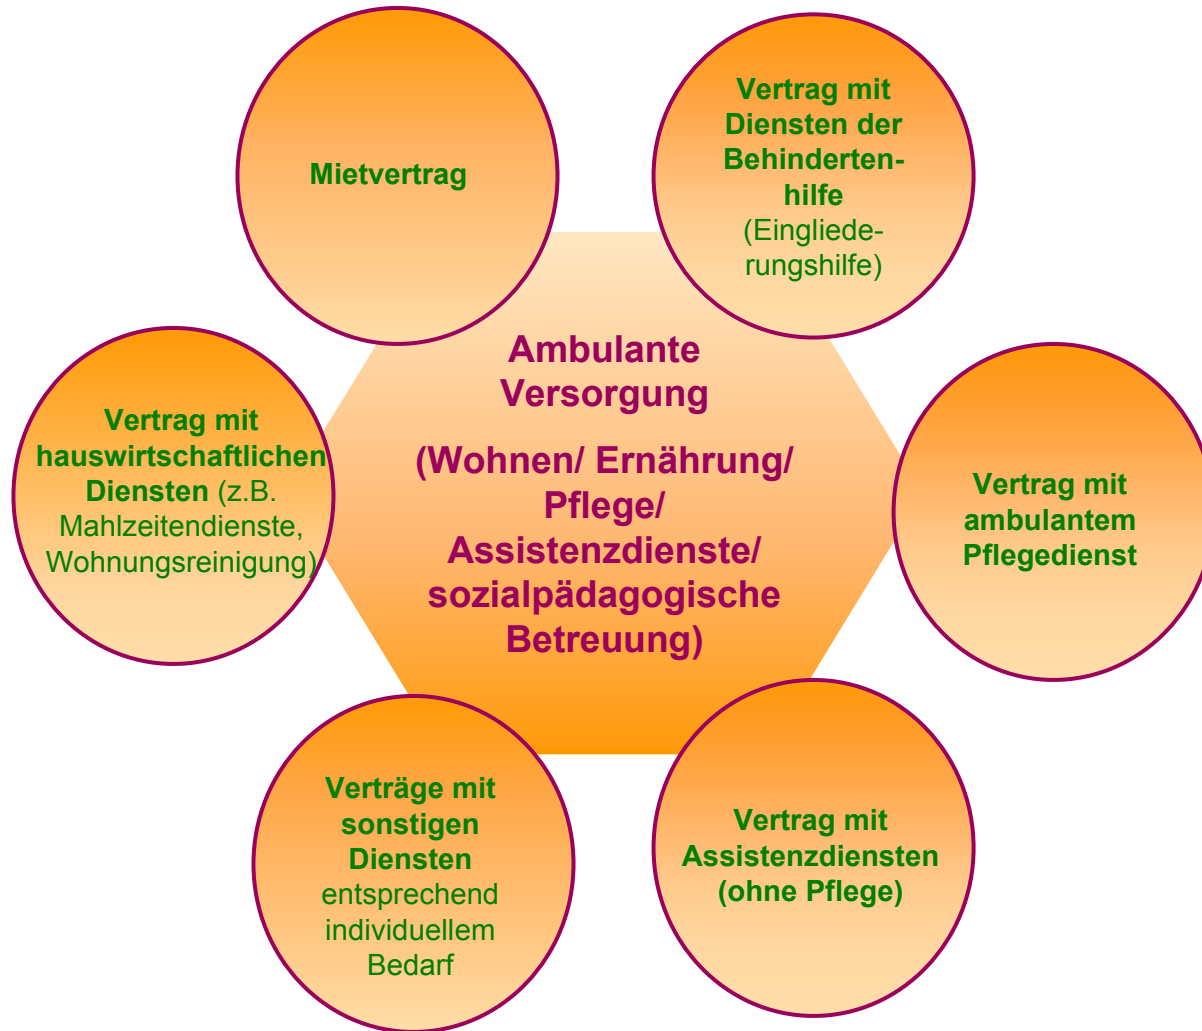 Mietvertrag
Vertrag mit
Diensten der
Behinderten-
hilfe
(Eingliede-
rungshilfe)
Ambulante
Versorgung
(Wohnen/ Ernährung/
Pflege/
Assistenzdienste/
sozialpädagogische
Betreuung)
Vertrag mit
hauswirtschaftlichen
Diensten (z.B.
Mahlzeitendienste,
Wohnungsreinigung)
Vertrag mit
ambulantem
Pflegedienst
Verträge mit
sonstigen
Diensten
entsprechend
individuellem
Bedarf
Vertrag mit
Assistenzdiensten
(ohne Pflege)